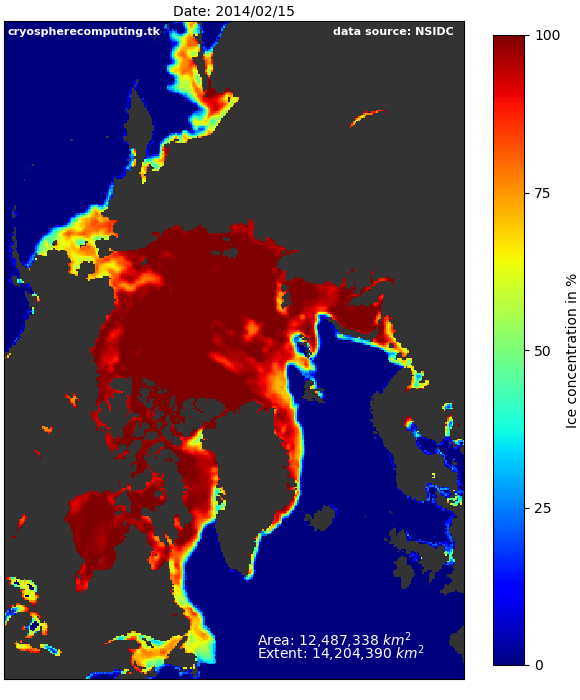 Date: 2014/02/15
cryospherecomputing.tk
data source: NSIDC
100
75
50
25
0
Ice concentration in %
Area: 12,487,338 km²
Extent: 14,204,390 km²